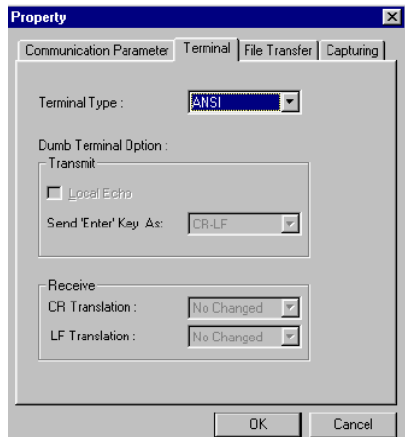 Property
Communication Parameter Terminal File Transfer Capturing
Terminal Type : ANSI
Dumb Terminal Option :
Transmit
Local Echo
Send 'Enter' Key As: CR-LF
Receive
CR Translation : No Changed
LF Translation : No Changed
OK Cancel